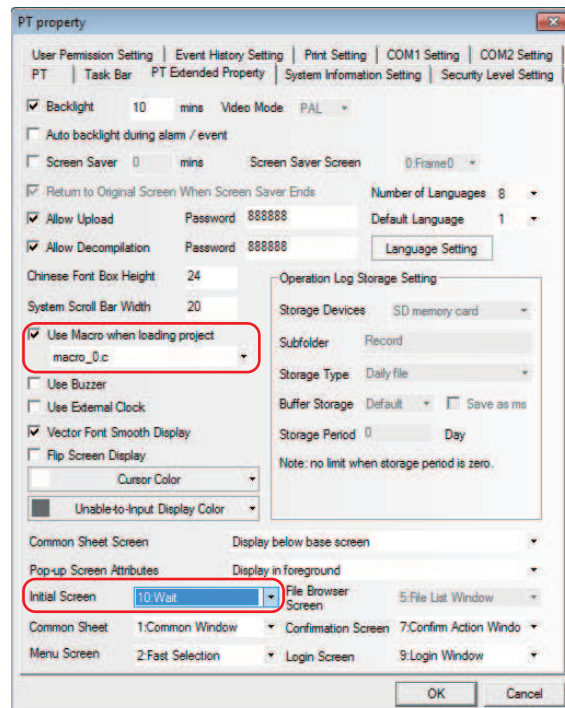 PT property
User Permission Setting Event History Setting Print Setting COM1 Setting COM2 Setting
PT Task Bar PT Extended Property System Information Setting Security Level Setting
Backlight 10 mins Video Mode PAL
Auto backlight during alarm / event
Screen Saver 0 mins Screen Saver Screen 0:Frame0
Return to Original Screen When Screen Saver Ends Number of Languages 8
Allow Upload Password 888888 Default Language 1
Allow Decompilation Password 888888 Language Setting
Chinese Font Box Height 24 Operation Log Storage Setting
System Scroll Bar Width 20 Storage Devices SD memory card
Use Macro when loading project Subfolder Record
macro_0.c
Storage Type Daily file
Use Buzzer
Use External Clock Buffer Storage Default Save as ms
Vector Font Smooth Display Storage Period 0 Day
Flip Screen Display Note: no limit when storage period is zero.
Cursor Color
Unable-to-Input Display Color
Common Sheet Screen Display below base screen
Pop-up Screen Attributes Display in foreground
Initial Screen 10:Wait File Browser Screen 5:File List Window
Common Sheet 1:Common Window Confirmation Screen 7:Confirm Action Windo
Menu Screen 2:Fast Selection Login Screen 9:Login Window
OK Cancel